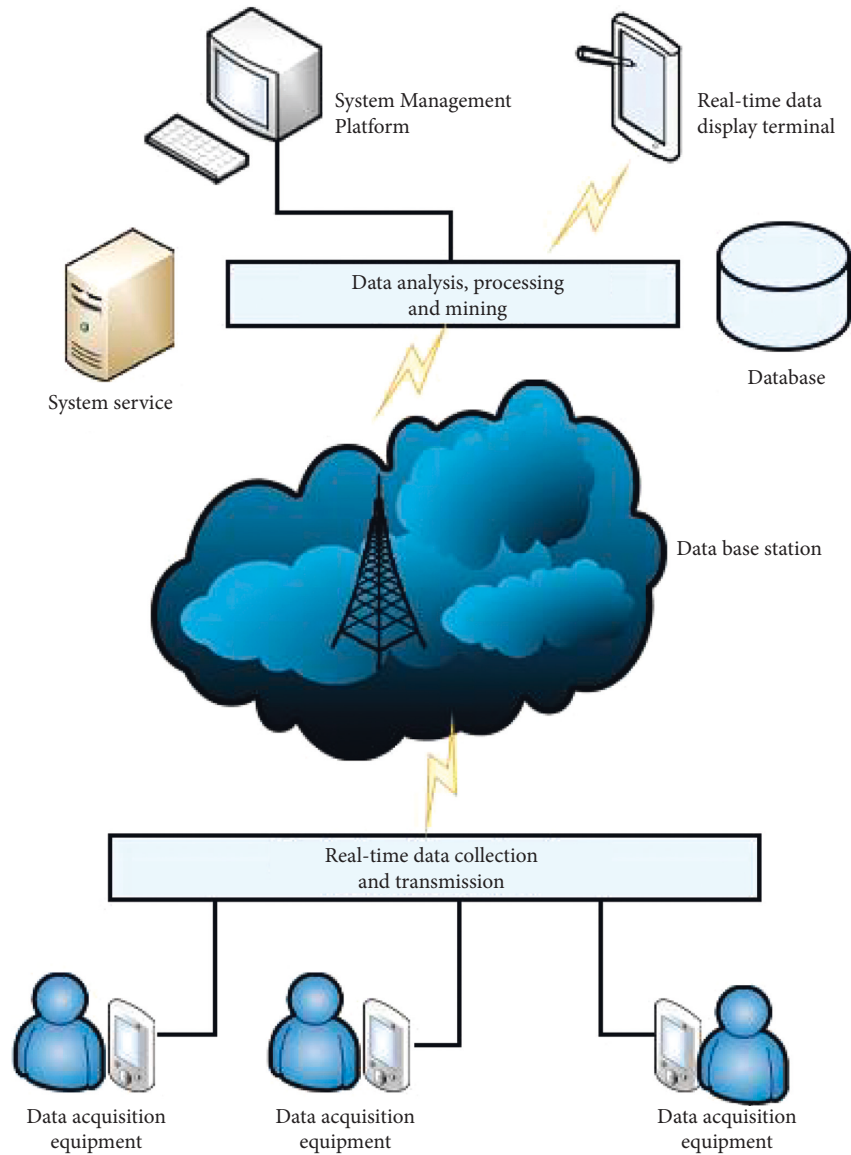 System Management
Platform
Real-time data
display terminal
Data analysis, processing
and mining
System service
Database
Data base station
Real-time data collection
and transmission
Data acquisition
equipment
Data acquisition
equipment
Data acquisition
equipment